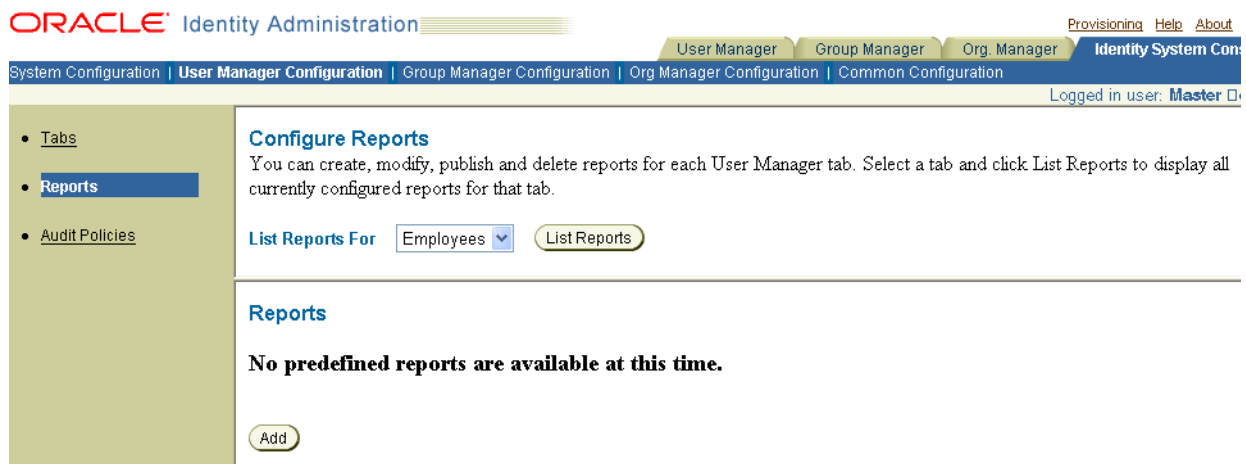 ORACLE Identity Administration
Provisioning Help About
User Manager Group Manager Org. Manager Identity System Cons
System Configuration | User Manager Configuration | Group Manager Configuration | Org Manager Configuration | Common Configuration
Logged in user: Master
Tabs
Reports
Audit Policies
Configure Reports
You can create, modify, publish and delete reports for each User Manager tab. Select a tab and click List Reports to display all
currently configured reports for that tab.
List Reports For Employees List Reports
Reports
No predefined reports are available at this time.
Add